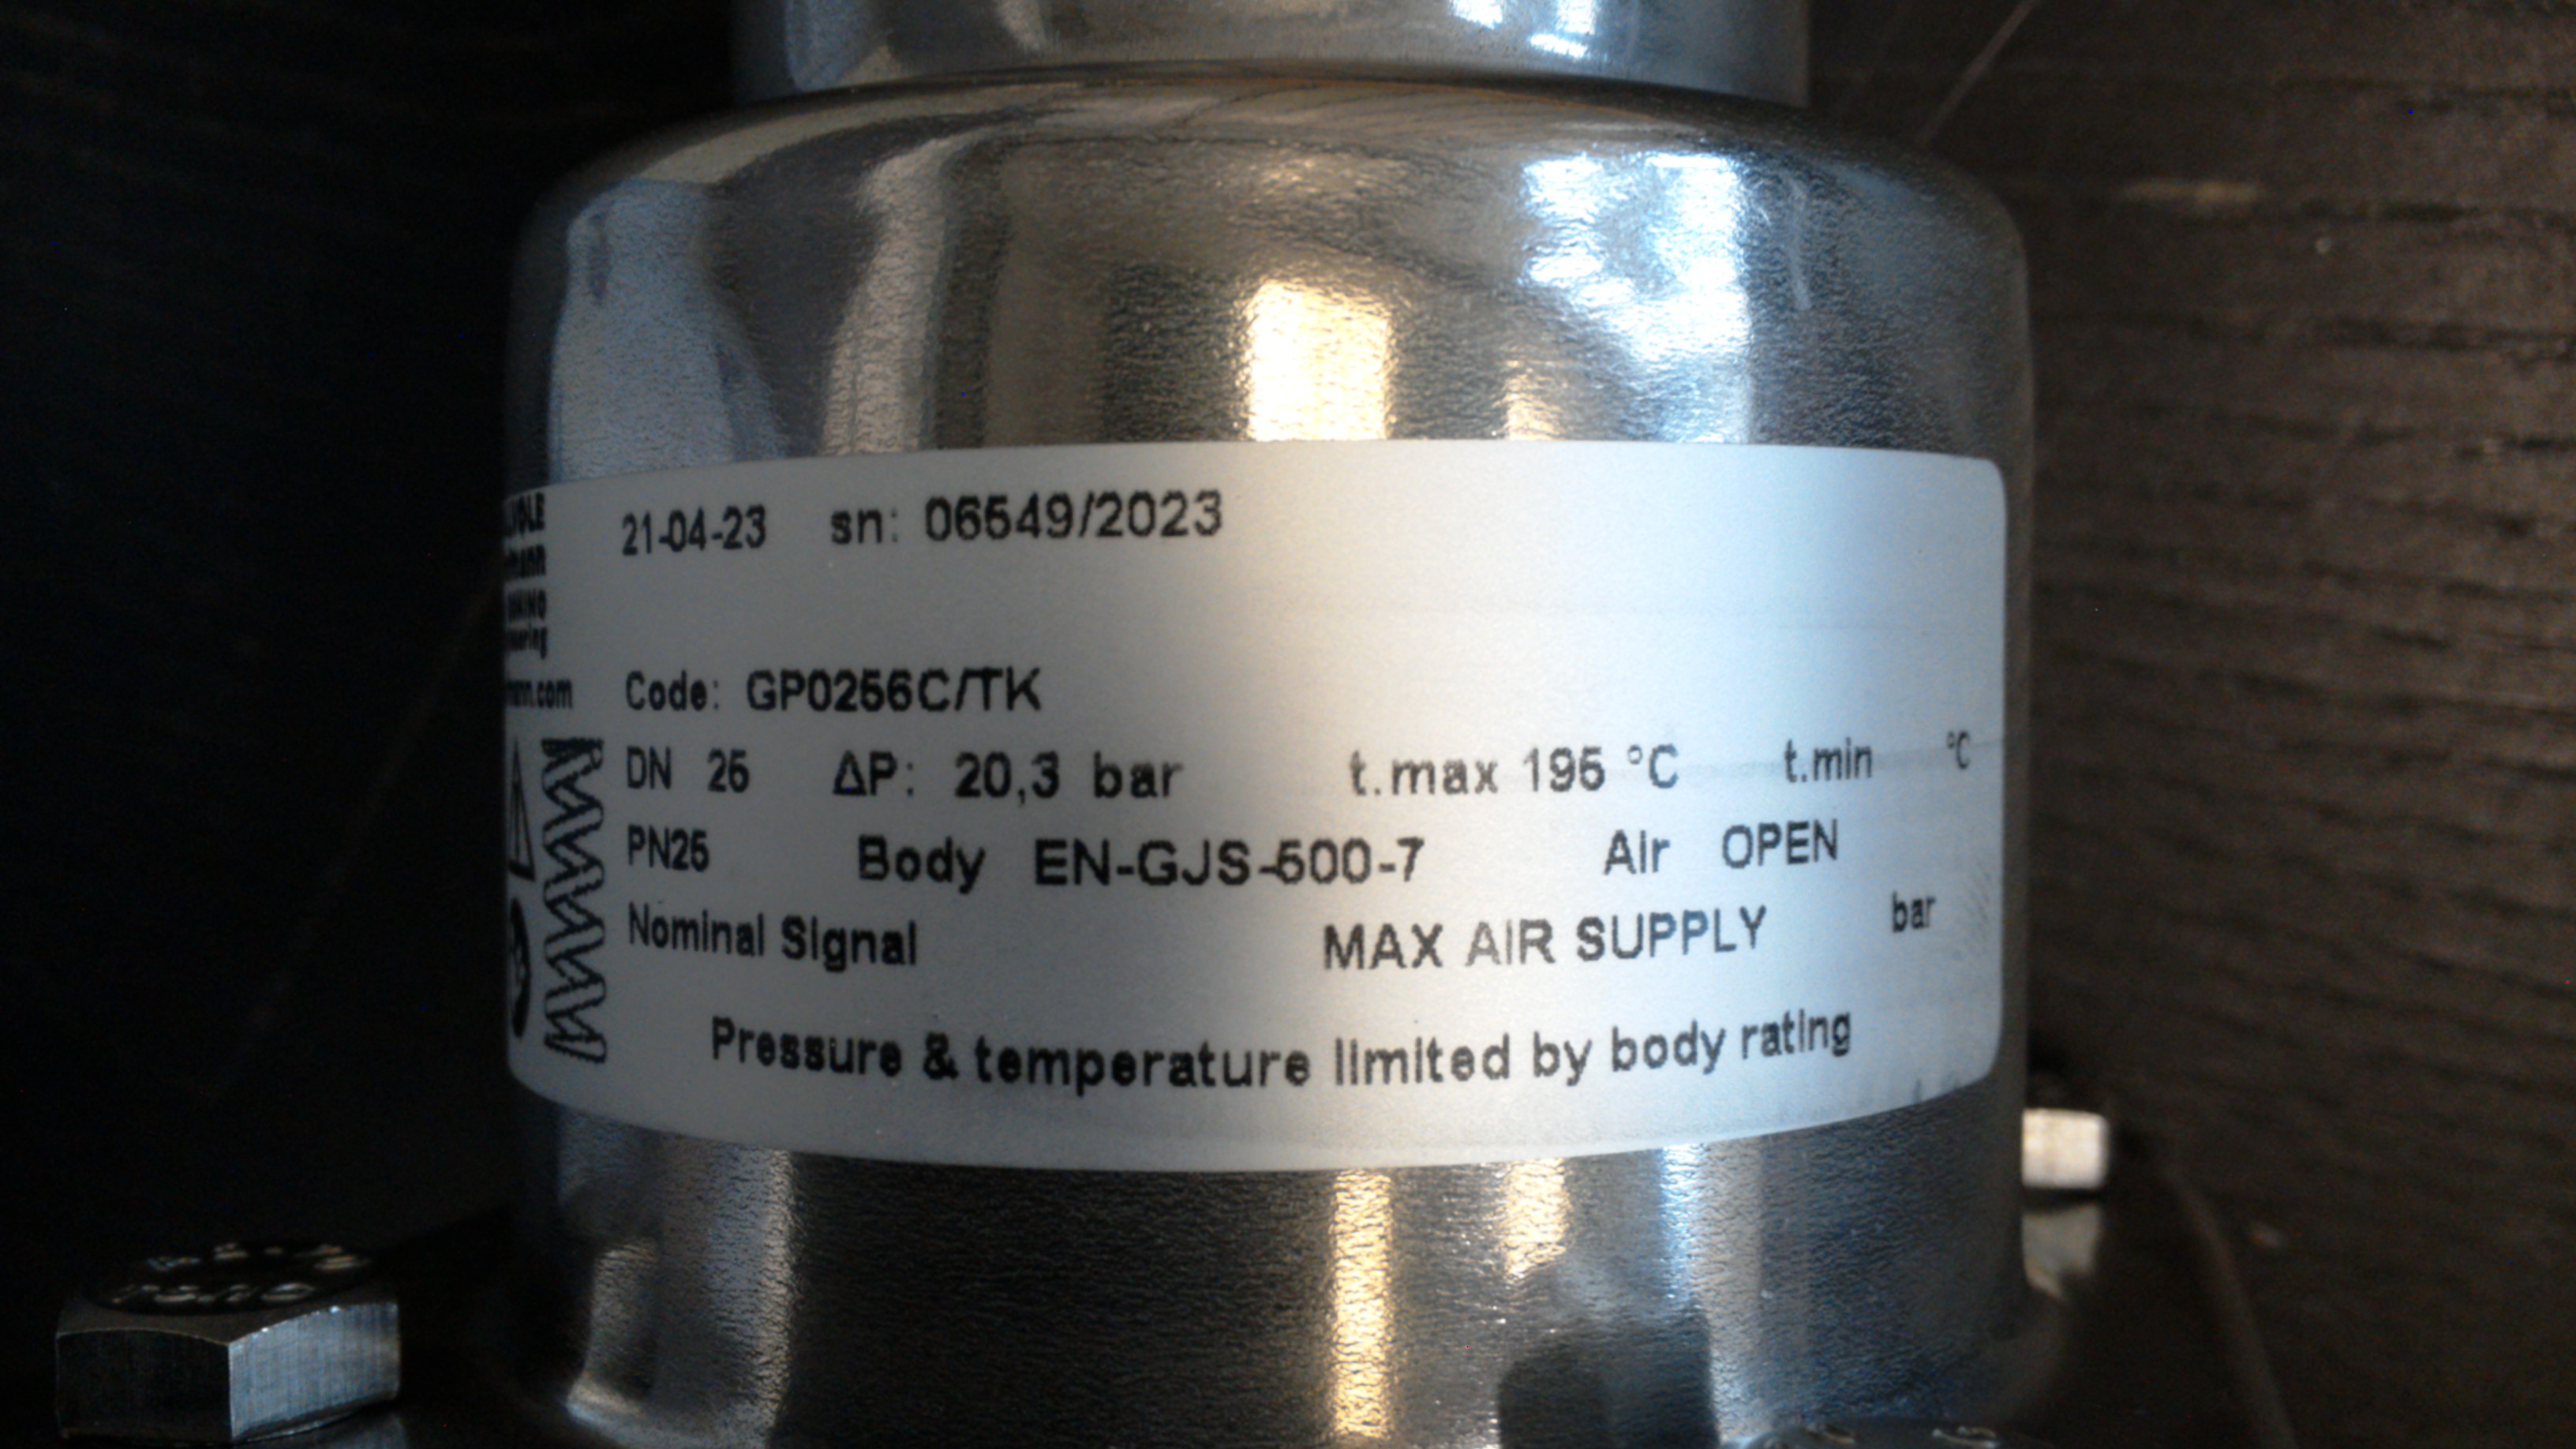 21-04-23 sn: 06549/2023
Code: GP0256C/TK
DN 25 ΔP: 20,3 bar t.max 195 °C t.min °C
PN25 Body EN-GJS-500-7 Air OPEN
Nominal Signal MAX AIR SUPPLY bar
Pressure & temperature limited by body rating